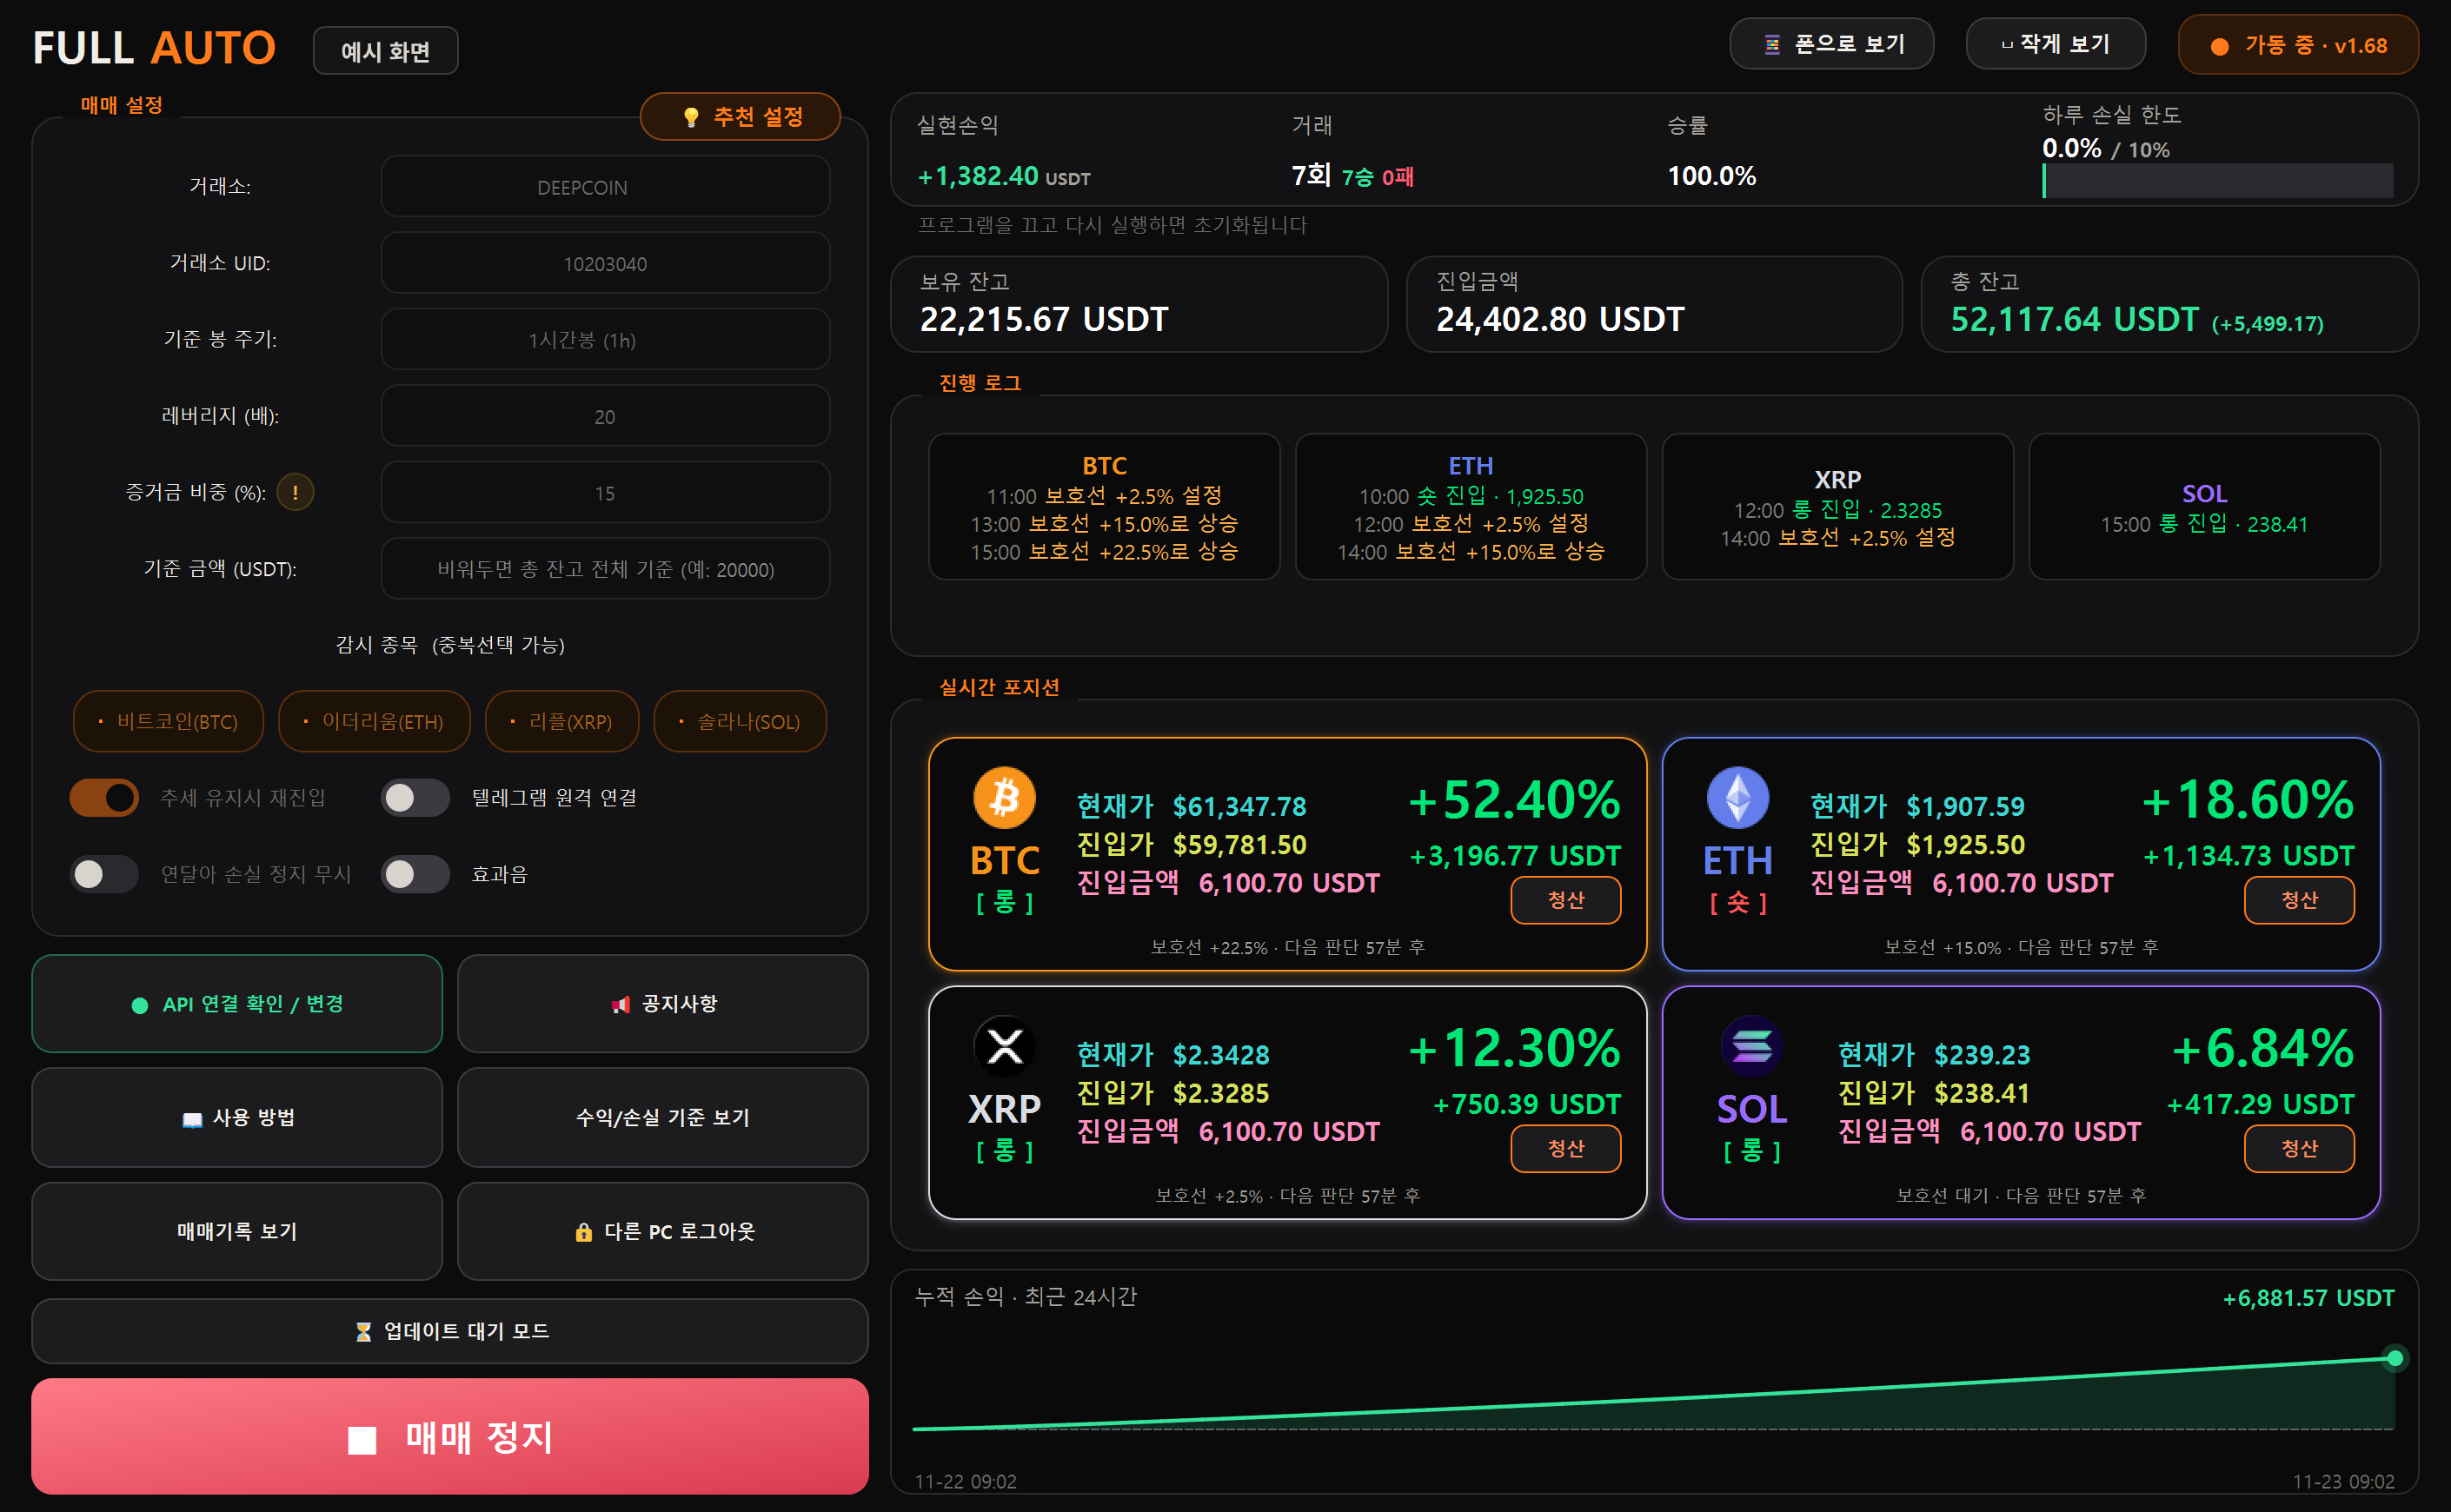 FULL AUTO
예시 화면
폰으로 보기
작게 보기
가동 중 · v1.68
매매 설정
추천 설정
거래소:
DEEPCOIN
거래소 UID:
10203040
기준 봉 주기:
1시간봉 (1h)
레버리지 (배):
20
증거금 비중 (%):
!
15
기준 금액 (USDT):
비워두면 총 잔고 전체 기준 (예: 20000)
감시 종목 (중복선택 가능)
· 비트코인(BTC)
· 이더리움(ETH)
· 리플(XRP)
· 솔라나(SOL)
추세 유지시 재진입
텔레그램 원격 연결
연달아 손실 정지 무시
효과음
API 연결 확인 / 변경
공지사항
사용 방법
수익/손실 기준 보기
매매기록 보기
다른 PC 로그아웃
업데이트 대기 모드
매매 정지
실현손익
+1,382.40 USDT
거래
7회 7승 0패
승률
100.0%
하루 손실 한도
0.0% / 10%
프로그램을 끄고 다시 실행하면 초기화됩니다
보유 잔고
22,215.67 USDT
진입금액
24,402.80 USDT
총 잔고
52,117.64 USDT (+5,499.17)
진행 로그
BTC
11:00 보호선 +2.5% 설정
13:00 보호선 +15.0%로 상승
15:00 보호선 +22.5%로 상승
ETH
10:00 숏 진입 · 1,925.50
12:00 보호선 +2.5% 설정
14:00 보호선 +15.0%로 상승
XRP
12:00 롱 진입 · 2.3285
14:00 보호선 +2.5% 설정
SOL
15:00 롱 진입 · 238.41
실시간 포지션
BTC
[ 롱 ]
현재가 $61,347.78
진입가 $59,781.50
진입금액 6,100.70 USDT
+52.40%
+3,196.77 USDT
청산
보호선 +22.5% · 다음 판단 57분 후
ETH
[ 숏 ]
현재가 $1,907.59
진입가 $1,925.50
진입금액 6,100.70 USDT
+18.60%
+1,134.73 USDT
청산
보호선 +15.0% · 다음 판단 57분 후
XRP
[ 롱 ]
현재가 $2.3428
진입가 $2.3285
진입금액 6,100.70 USDT
+12.30%
+750.39 USDT
청산
보호선 +2.5% · 다음 판단 57분 후
SOL
[ 롱 ]
현재가 $239.23
진입가 $238.41
진입금액 6,100.70 USDT
+6.84%
+417.29 USDT
청산
보호선 대기 · 다음 판단 57분 후
누적 손익 · 최근 24시간
+6,881.57 USDT
11-22 09:02
11-23 09:02